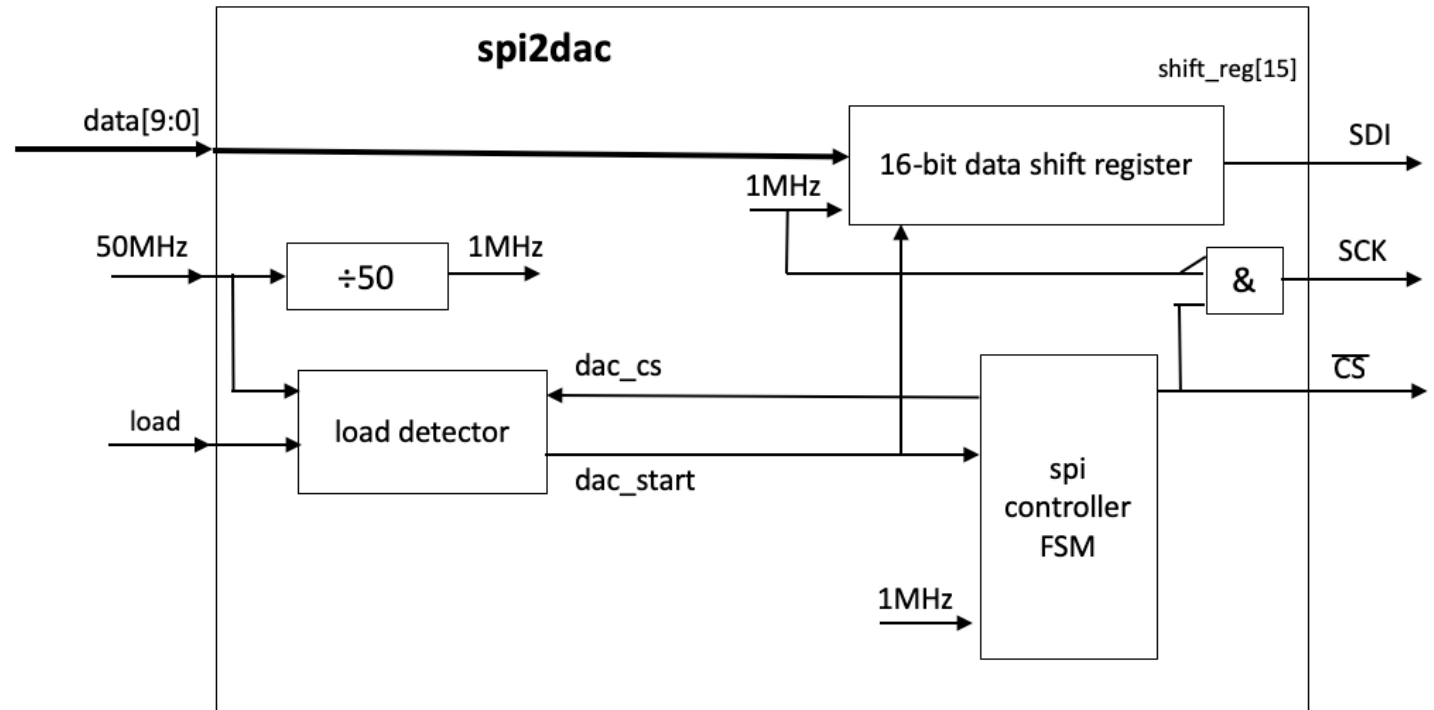 spi2dac
shift_reg[15]
data[9:0]
16-bit data shift register
SDI
1MHz
50MHz
÷50
1MHz
&
SCK
dac_cs
C̅S̅
load
load detector
dac_start
spi
controller
FSM
1MHz